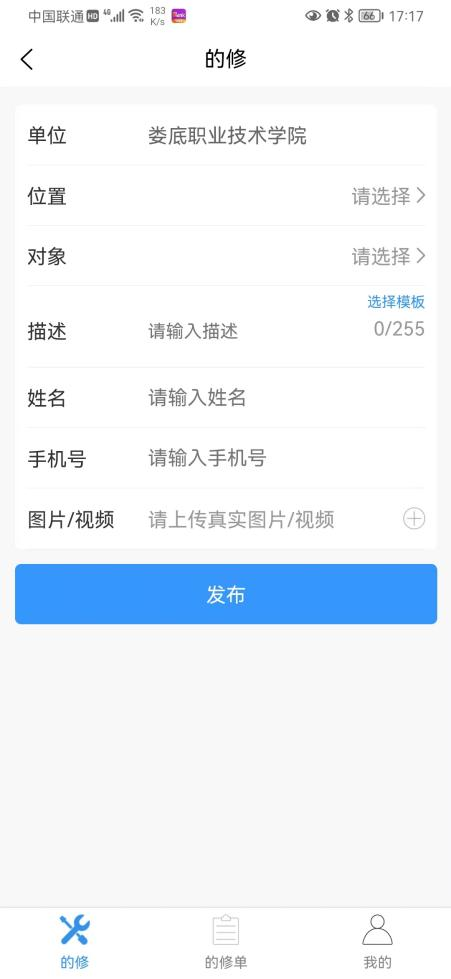 中国联通 HD 4G 183 K/s 66 17:17
的修
单位 娄底职业技术学院
位置 请选择
对象 请选择
选择模板
描述 请输入描述 0/255
姓名 请输入姓名
手机号 请输入手机号
图片/视频 请上传真实图片/视频
发布
的修 的修单 我的